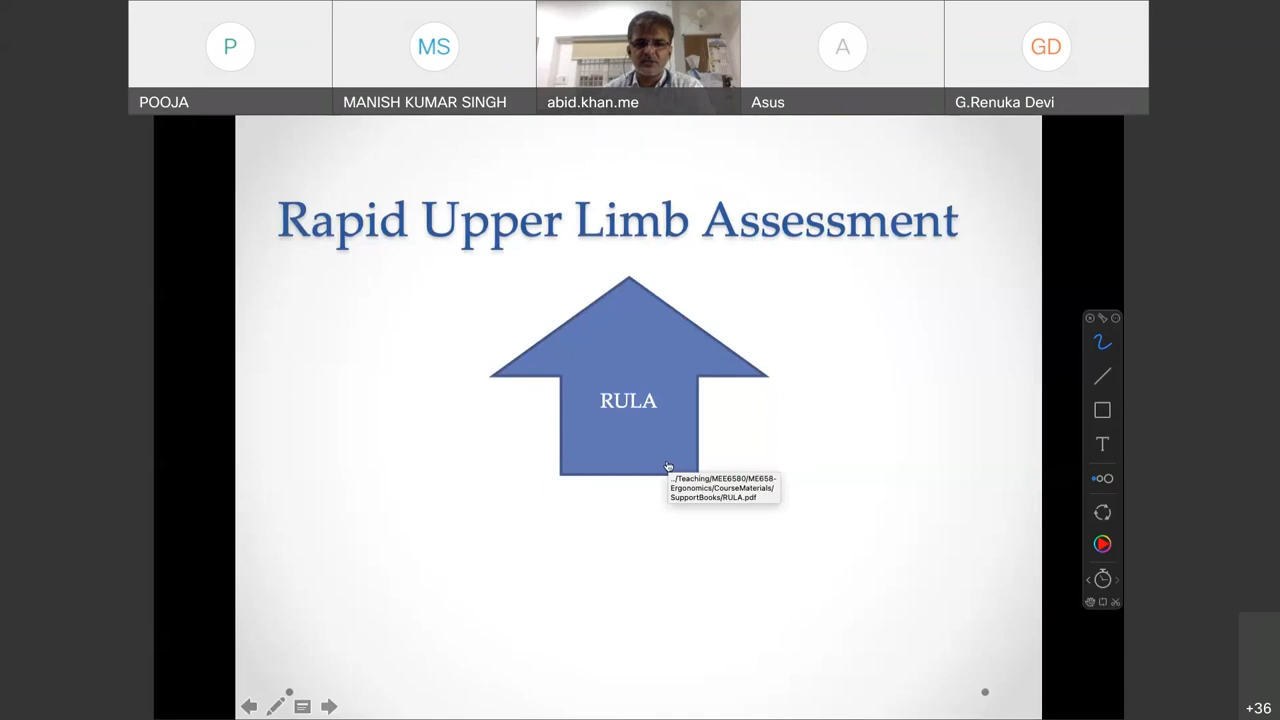 P
MS
A
GD
POOJA
MANISH KUMAR SINGH
abid.khan.me
Asus
G.Renuka Devi
Rapid Upper Limb Assessment
RULA
../Teaching/MEE6580/ME658-
Ergonomics/CourseMaterials/
SupportBooks/RULA.pdf
T
+36